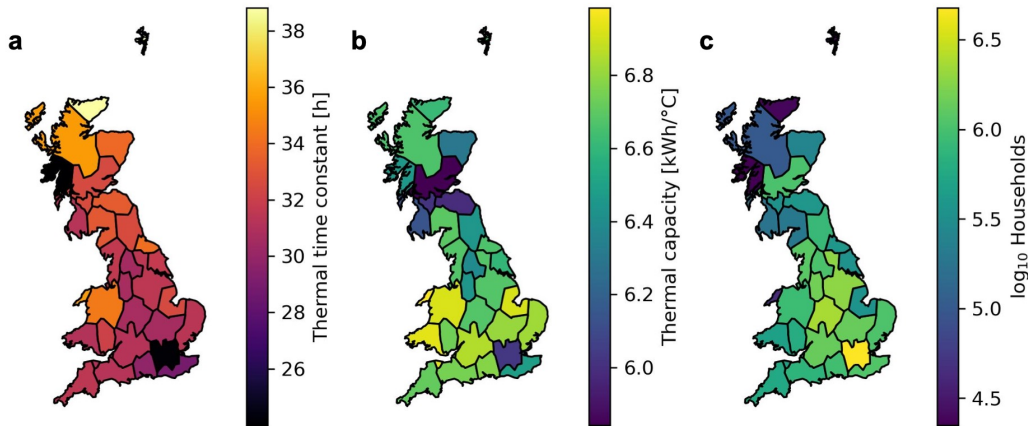 a
38
36
34
32
30
28
26
Thermal time constant [h]
b
6.8
6.6
6.4
6.2
6.0
Thermal capacity [kWh/°C]
c
6.5
6.0
5.5
5.0
4.5
log₁₀ Households